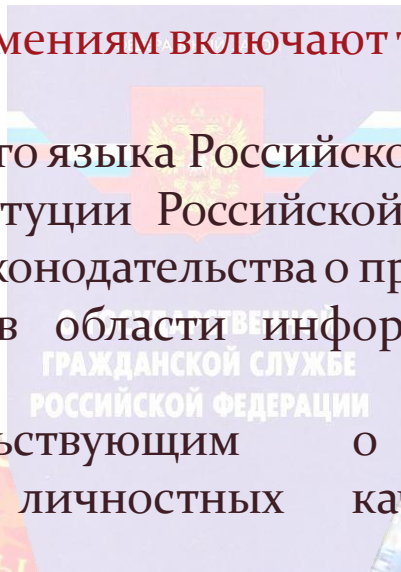 мениям включают т
го языка Российско
туции Российской
конодательства о пр
в области инфор
О ГОСУДАРСТВЕННОЙ
ГРАЖДАНСКОЙ СЛУЖБЕ
РОССИЙСКОЙ ФЕДЕРАЦИИ
ьствующим о
личностных ка